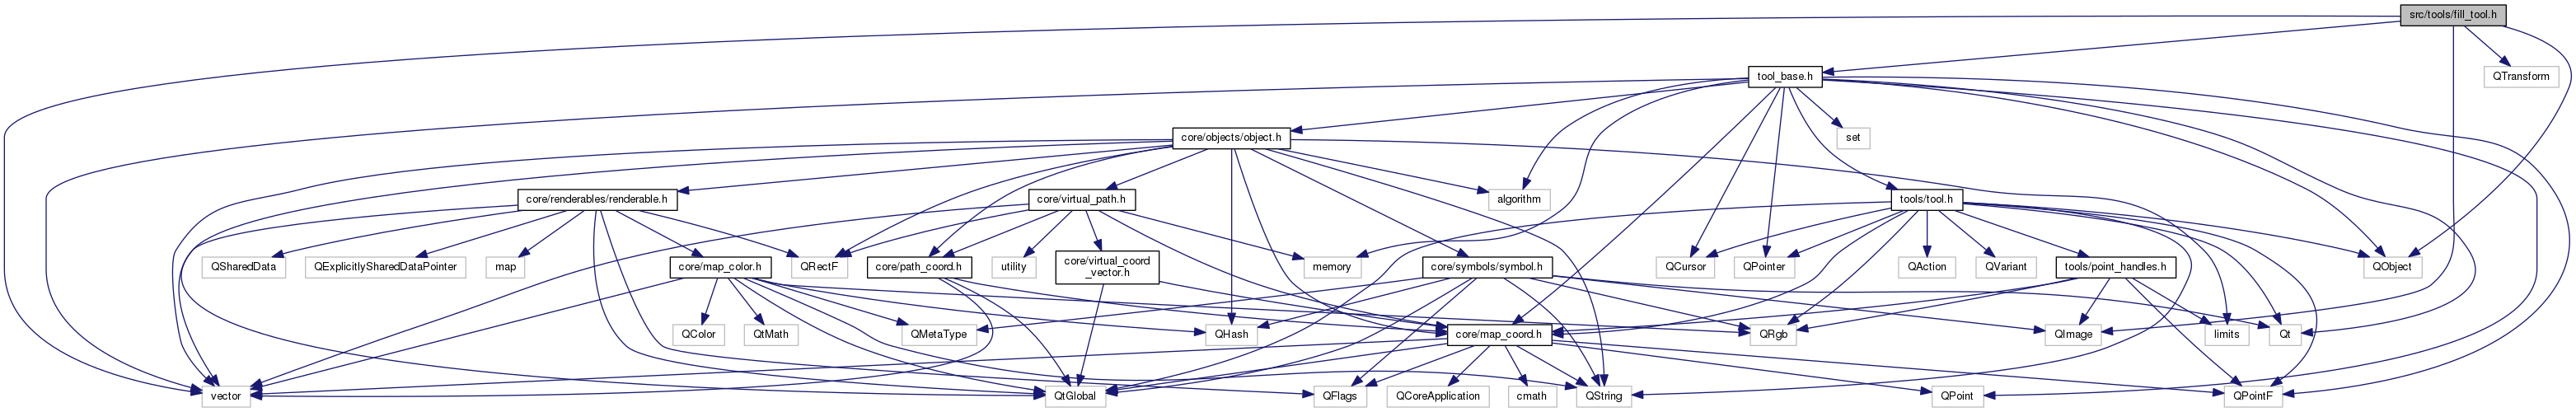 src/tools/fill_tool.h
tool_base.h
QTransform
core/objects/object.h
set
core/renderables/renderable.h
core/virtual_path.h
algorithm
tools/tool.h
QSharedData
QExplicitlySharedDataPointer
map
core/map_color.h
QRectF
core/path_coord.h
utility
core/virtual_coord
_vector.h
memory
core/symbols/symbol.h
QCursor
QPointer
QAction
QVariant
tools/point_handles.h
QObject
QColor
QtMath
QMetaType
QHash
core/map_coord.h
QRgb
QImage
limits
Qt
vector
QtGlobal
QFlags
QCoreApplication
cmath
QString
QPoint
QPointF